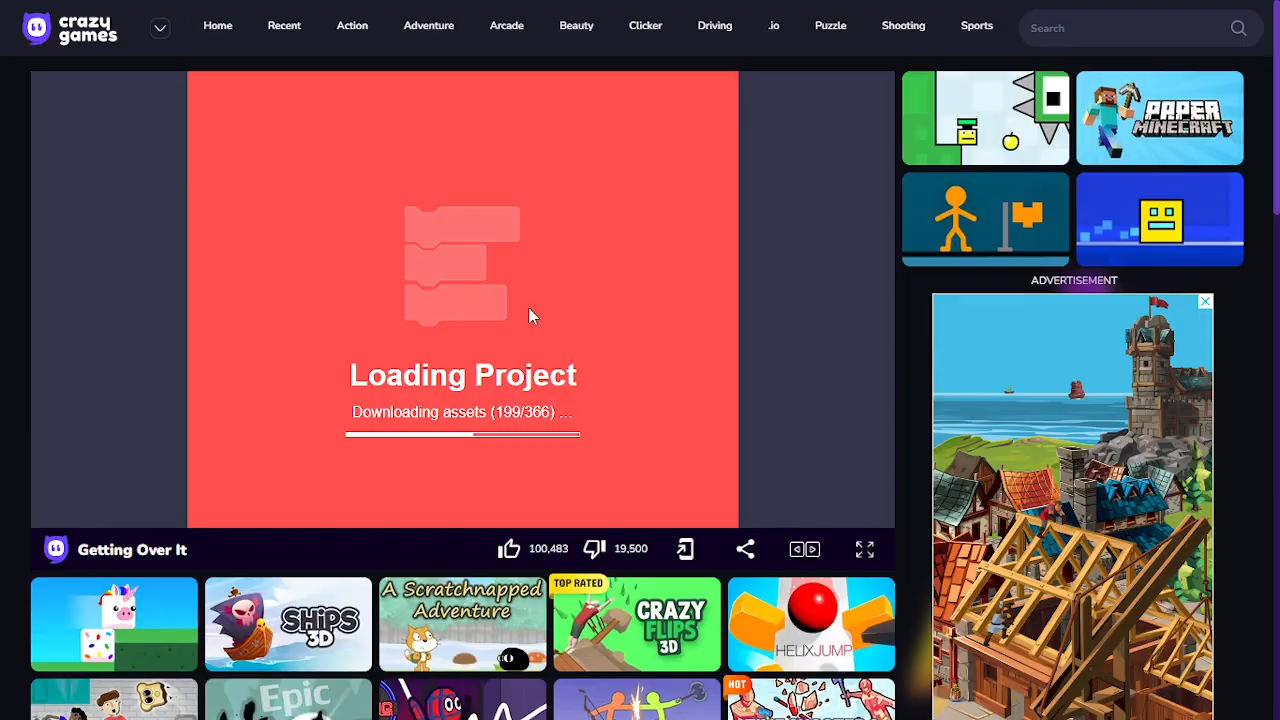 crazy games
Home
Recent
Action
Adventure
Arcade
Beauty
Clicker
Driving
.io
Puzzle
Shooting
Sports
Search
PAPER
MINECRAFT
Loading Project
Downloading assets (199/366) ...
ADVERTISEMENT
Getting Over It
100,483
19,500
SHIPS
3D
A Scratchnapped
Adventure
TOP RATED
CRAZY
FLIPS
3D
HELIX JUMP
Epic
HOT